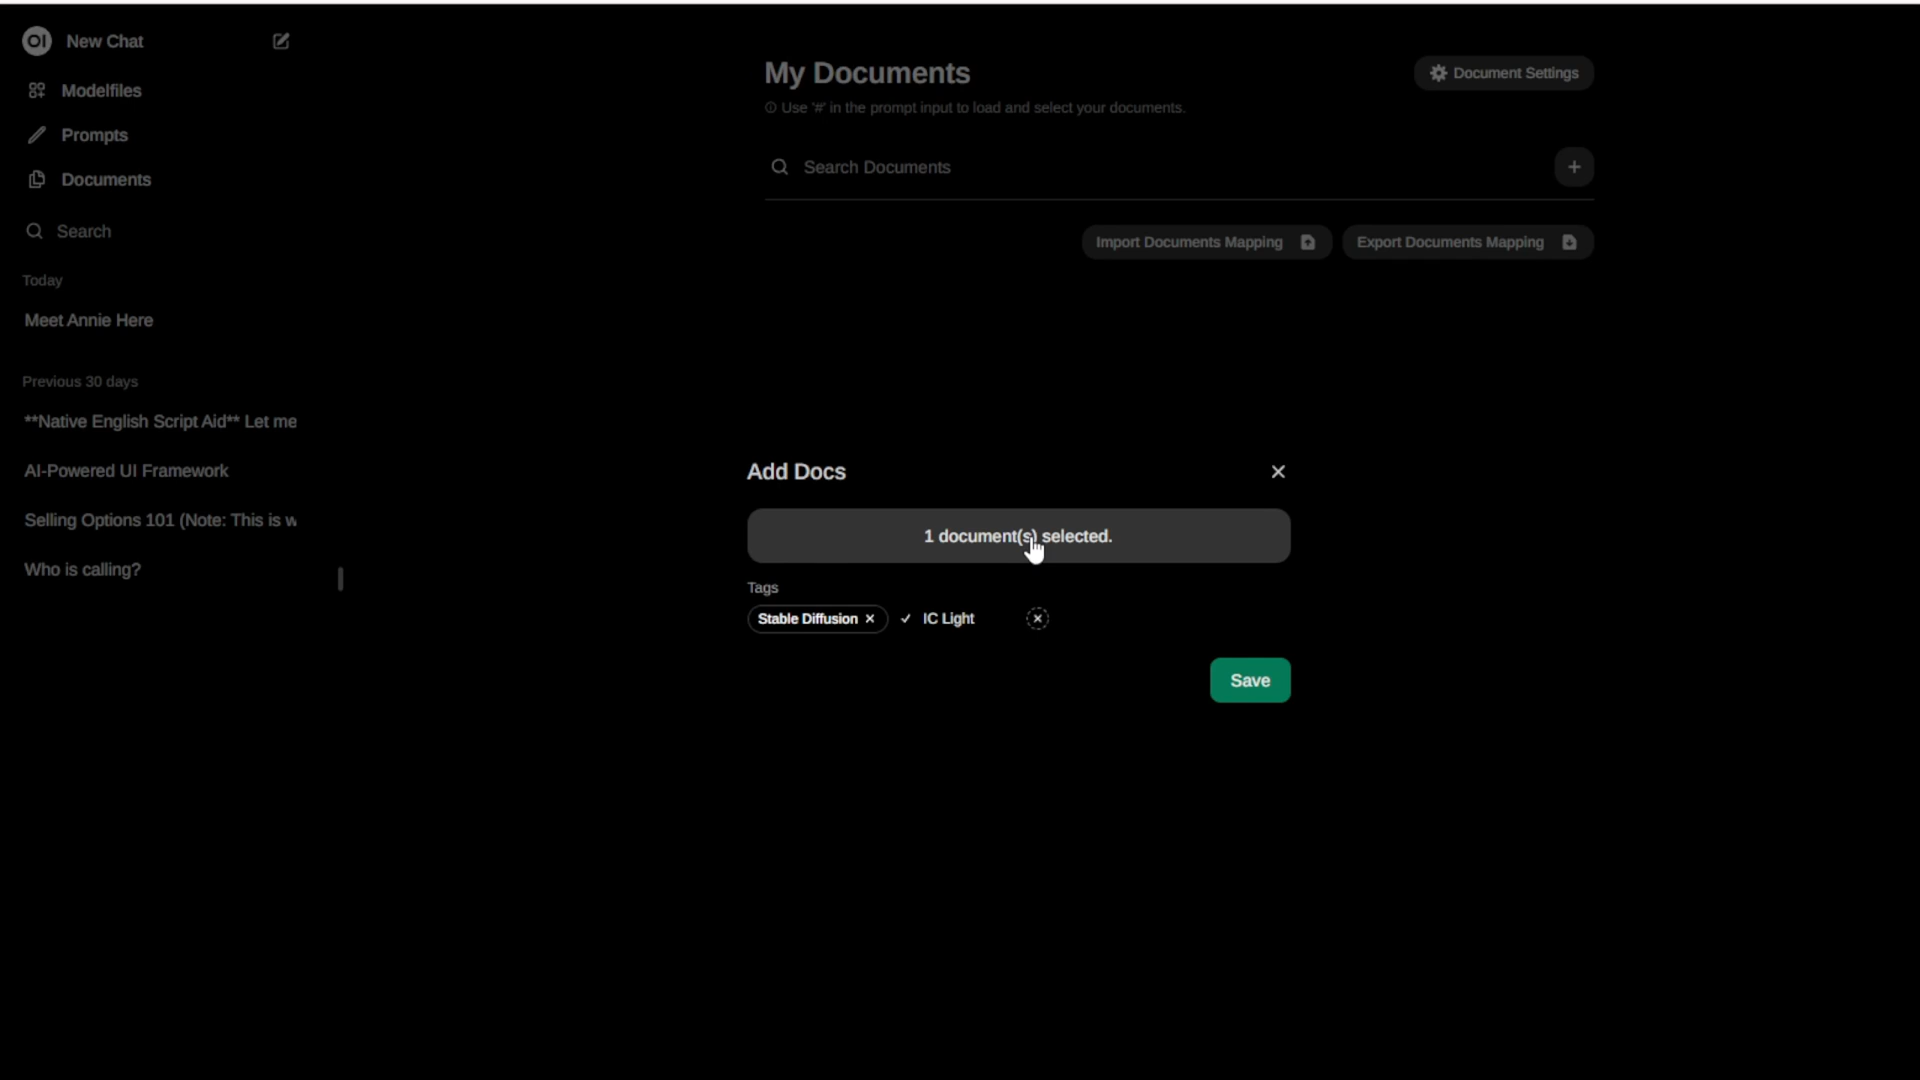 OI New Chat
Modelfiles
Prompts
Documents
Search
Today
Meet Annie Here
Previous 30 days
**Native English Script Aid** Let me
AI-Powered UI Framework
Selling Options 101 (Note: This is w
Who is calling?
My Documents
Document Settings
Use '#' in the prompt input to load and select your documents.
Search Documents
+
Import Documents Mapping
Export Documents Mapping
Add Docs
1 document(s) selected.
Tags
Stable Diffusion
IC Light
Save